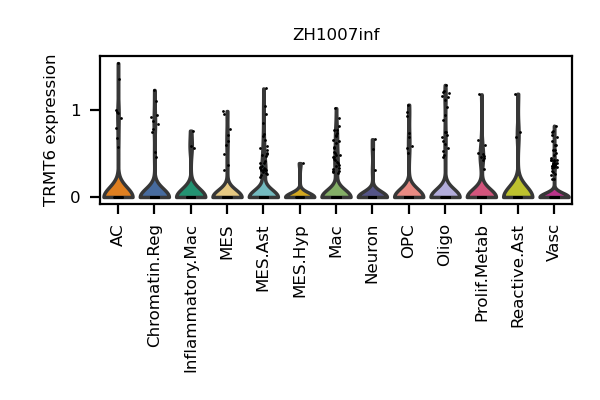 ZH1007inf
TRMT6 expression
1
0
AC
Chromatin.Reg
Inflammatory.Mac
MES
MES.Ast
MES.Hyp
Mac
Neuron
OPC
Oligo
Prolif.Metab
Reactive.Ast
Vasc